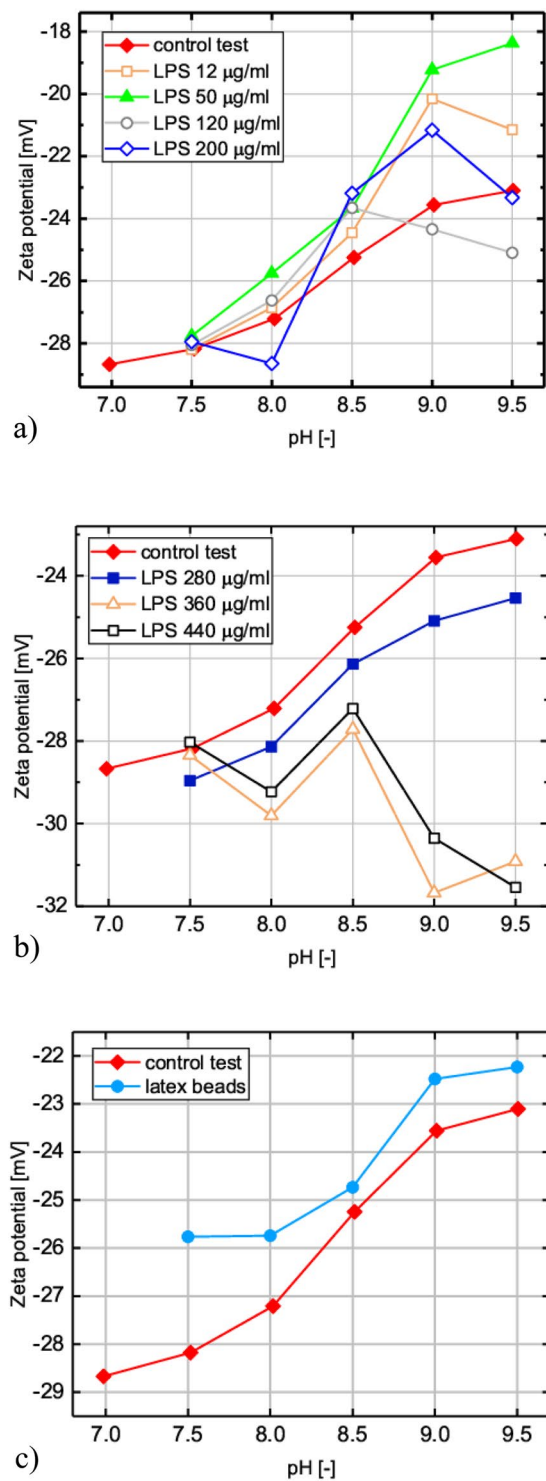 -18
-20
-22
-24
-26
-28
Zeta potential [mV]
control test
LPS 12 µg/ml
LPS 50 µg/ml
LPS 120 µg/ml
LPS 200 µg/ml
7.0 7.5 8.0 8.5 9.0 9.5
pH [-]
a)
-24
-26
-28
-30
-32
Zeta potential [mV]
control test
LPS 280 µg/ml
LPS 360 µg/ml
LPS 440 µg/ml
7.0 7.5 8.0 8.5 9.0 9.5
pH [-]
b)
-22
-23
-24
-25
-26
-27
-28
-29
Zeta potential [mV]
control test
latex beads
7.0 7.5 8.0 8.5 9.0 9.5
pH [-]
c)